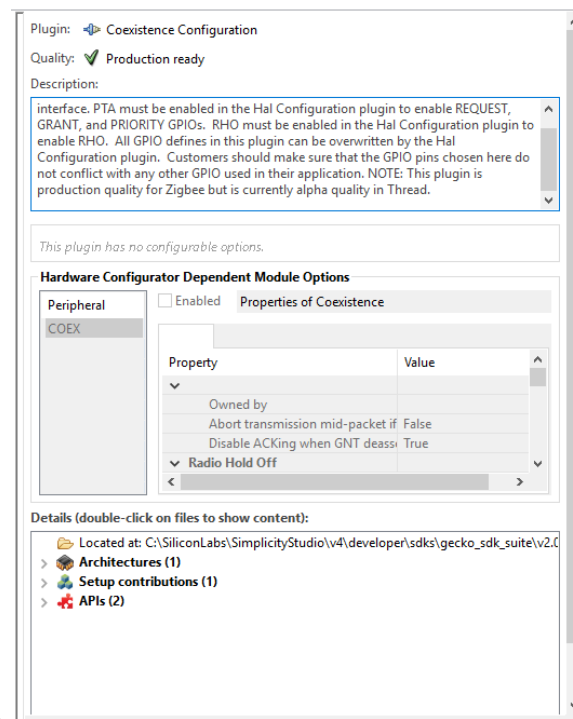 Plugin: Coexistence Configuration
Quality: Production ready
Description:
interface. PTA must be enabled in the Hal Configuration plugin to enable REQUEST,
GRANT, and PRIORITY GPIOs. RHO must be enabled in the Hal Configuration plugin to
enable RHO. All GPIO defines in this plugin can be overwritten by the Hal
Configuration plugin. Customers should make sure that the GPIO pins chosen here do
not conflict with any other GPIO used in their application. NOTE: This plugin is
production quality for Zigbee but is currently alpha quality in Thread.
This plugin has no configurable options.
Hardware Configurator Dependent Module Options
Peripheral
COEX
Enabled Properties of Coexistence
Property Value
Owned by
Abort transmission mid-packet if False
Disable ACKing when GNT deasse True
Radio Hold Off
Details (double-click on files to show content):
Located at: C:\SiliconLabs\SimplicityStudio\v4\developer\sdks\gecko_sdk_suite\v2.0
Architectures (1)
Setup contributions (1)
APIs (2)